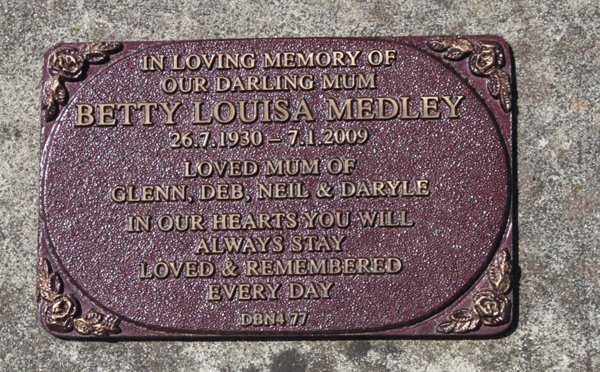 IN LOVING MEMORY OF
OUR DARLING MUM
BETTY LOUISA MEDLEY
26.7.1930 – 7.1.2009
LOVED MUM OF
GLENN, DEB, NEIL & DARYLE
IN OUR HEARTS YOU WILL
ALWAYS STAY
LOVED & REMEMBERED
EVERY DAY
DBN4 77